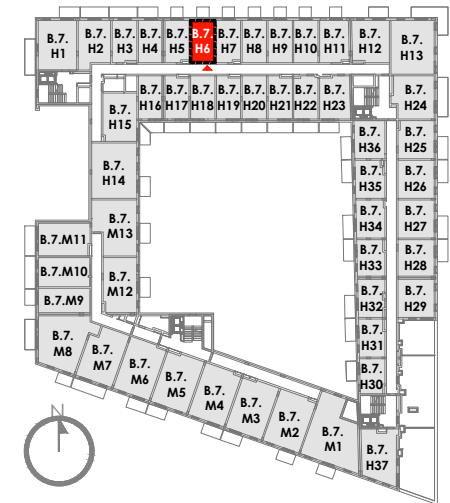 B.7.
H1
B.7.
H2
B.7.
H3
B.7.
H4
B.7.
H5
B.7.
H6
B.7.
H7
B.7.
H8
B.7.
H9
B.7.
H10
B.7.
H11
B.7.
H12
B.7.
H13
B.7.
H15
B.7.
H16
B.7.
H17
B.7.
H18
B.7.
H19
B.7.
H20
B.7.
H21
B.7.
H22
B.7.
H23
B.7.
H24
B.7.
H36
B.7.
H25
B.7.
H14
B.7.
H35
B.7.
H26
B.7.
M13
B.7.
H34
B.7.
H27
B.7.M11
B.7.
H33
B.7.
H28
B.7.M10
B.7.
M12
B.7.
H32
B.7.
H29
B.7.M9
B.7.
H31
B.7.
M8
B.7.
M7
B.7.
M6
B.7.
M5
B.7.
M4
B.7.
M3
B.7.
M2
B.7.
M1
B.7.
H30
B.7.
H37
N